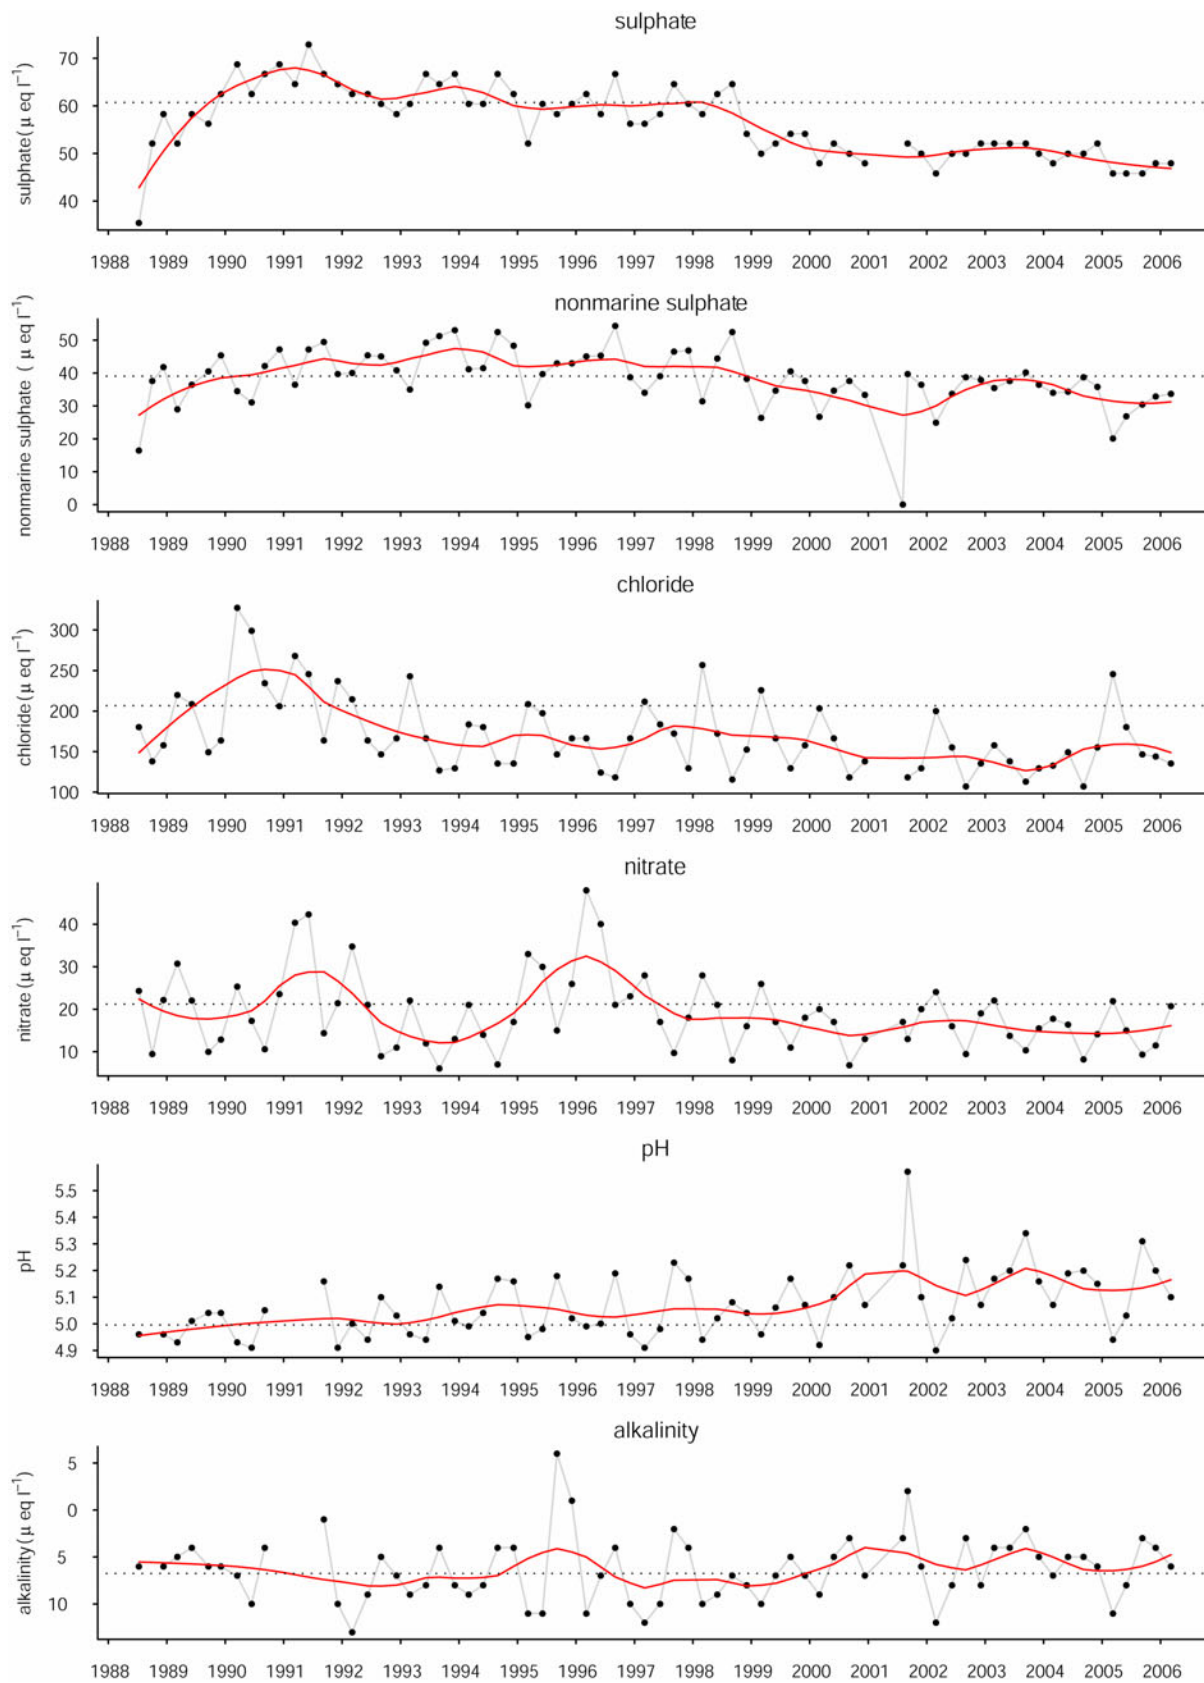 sulphate
sulphate (μ eq l⁻¹)
70
60
50
40
1988 1989 1990 1991 1992 1993 1994 1995 1996 1997 1998 1999 2000 2001 2002 2003 2004 2005 2006
nonmarine sulphate
nonmarine sulphate ( μ eq l⁻¹)
50
40
30
20
10
0
1988 1989 1990 1991 1992 1993 1994 1995 1996 1997 1998 1999 2000 2001 2002 2003 2004 2005 2006
chloride
chloride (μ eq l⁻¹)
300
250
200
150
100
1988 1989 1990 1991 1992 1993 1994 1995 1996 1997 1998 1999 2000 2001 2002 2003 2004 2005 2006
nitrate
nitrate (μ eq l⁻¹)
40
30
20
10
1988 1989 1990 1991 1992 1993 1994 1995 1996 1997 1998 1999 2000 2001 2002 2003 2004 2005 2006
pH
pH
5.5
5.4
5.3
5.2
5.1
5.0
4.9
1988 1989 1990 1991 1992 1993 1994 1995 1996 1997 1998 1999 2000 2001 2002 2003 2004 2005 2006
alkalinity
alkalinity (μ eq l⁻¹)
5
0
5
10
1988 1989 1990 1991 1992 1993 1994 1995 1996 1997 1998 1999 2000 2001 2002 2003 2004 2005 2006